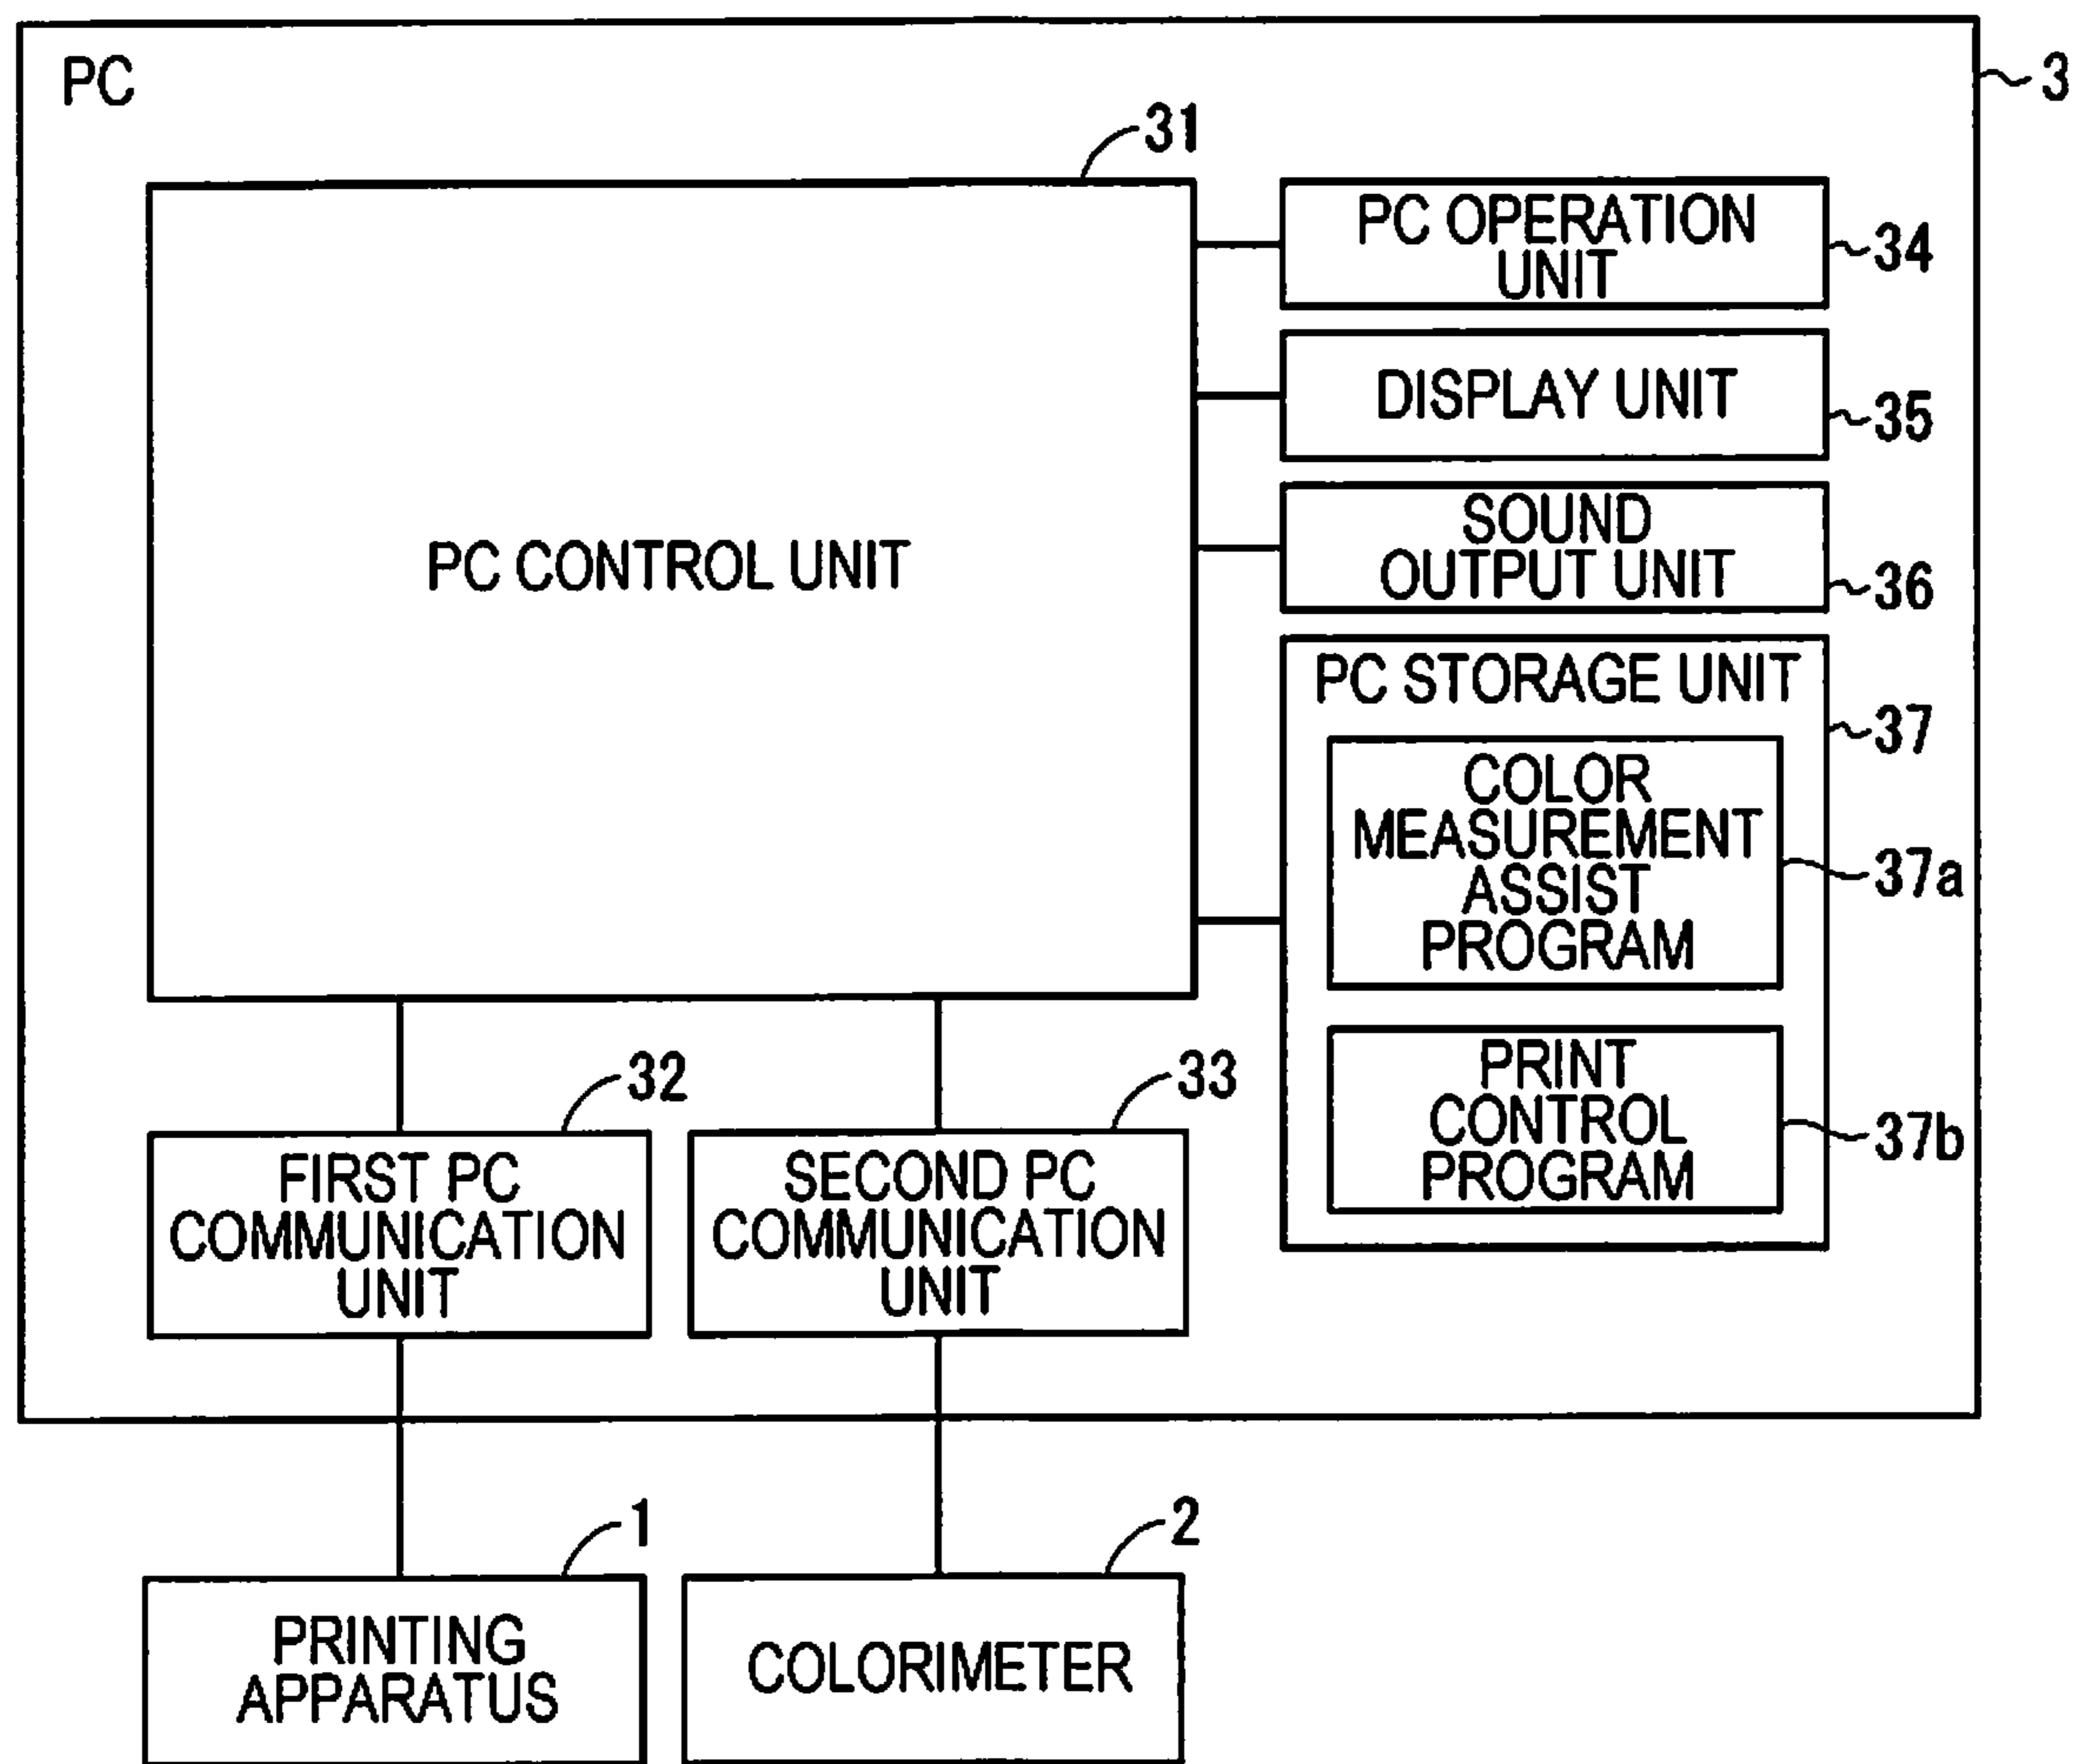 PC
3
31
PC OPERATION
UNIT
34
DISPLAY UNIT
35
SOUND
OUTPUT UNIT
36
PC CONTROL UNIT
PC STORAGE UNIT
37
COLOR
MEASUREMENT
ASSIST
PROGRAM
37a
PRINT
CONTROL
PROGRAM
37b
32
FIRST PC
COMMUNICATION
UNIT
33
SECOND PC
COMMUNICATION
UNIT
1
PRINTING
APPARATUS
2
COLORIMETER